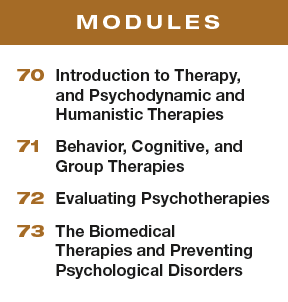 MODULES
70 Introduction to Therapy,
and Psychodynamic and
Humanistic Therapies
71 Behavior, Cognitive, and
Group Therapies
72 Evaluating Psychotherapies
73 The Biomedical
Therapies and Preventing
Psychological Disorders